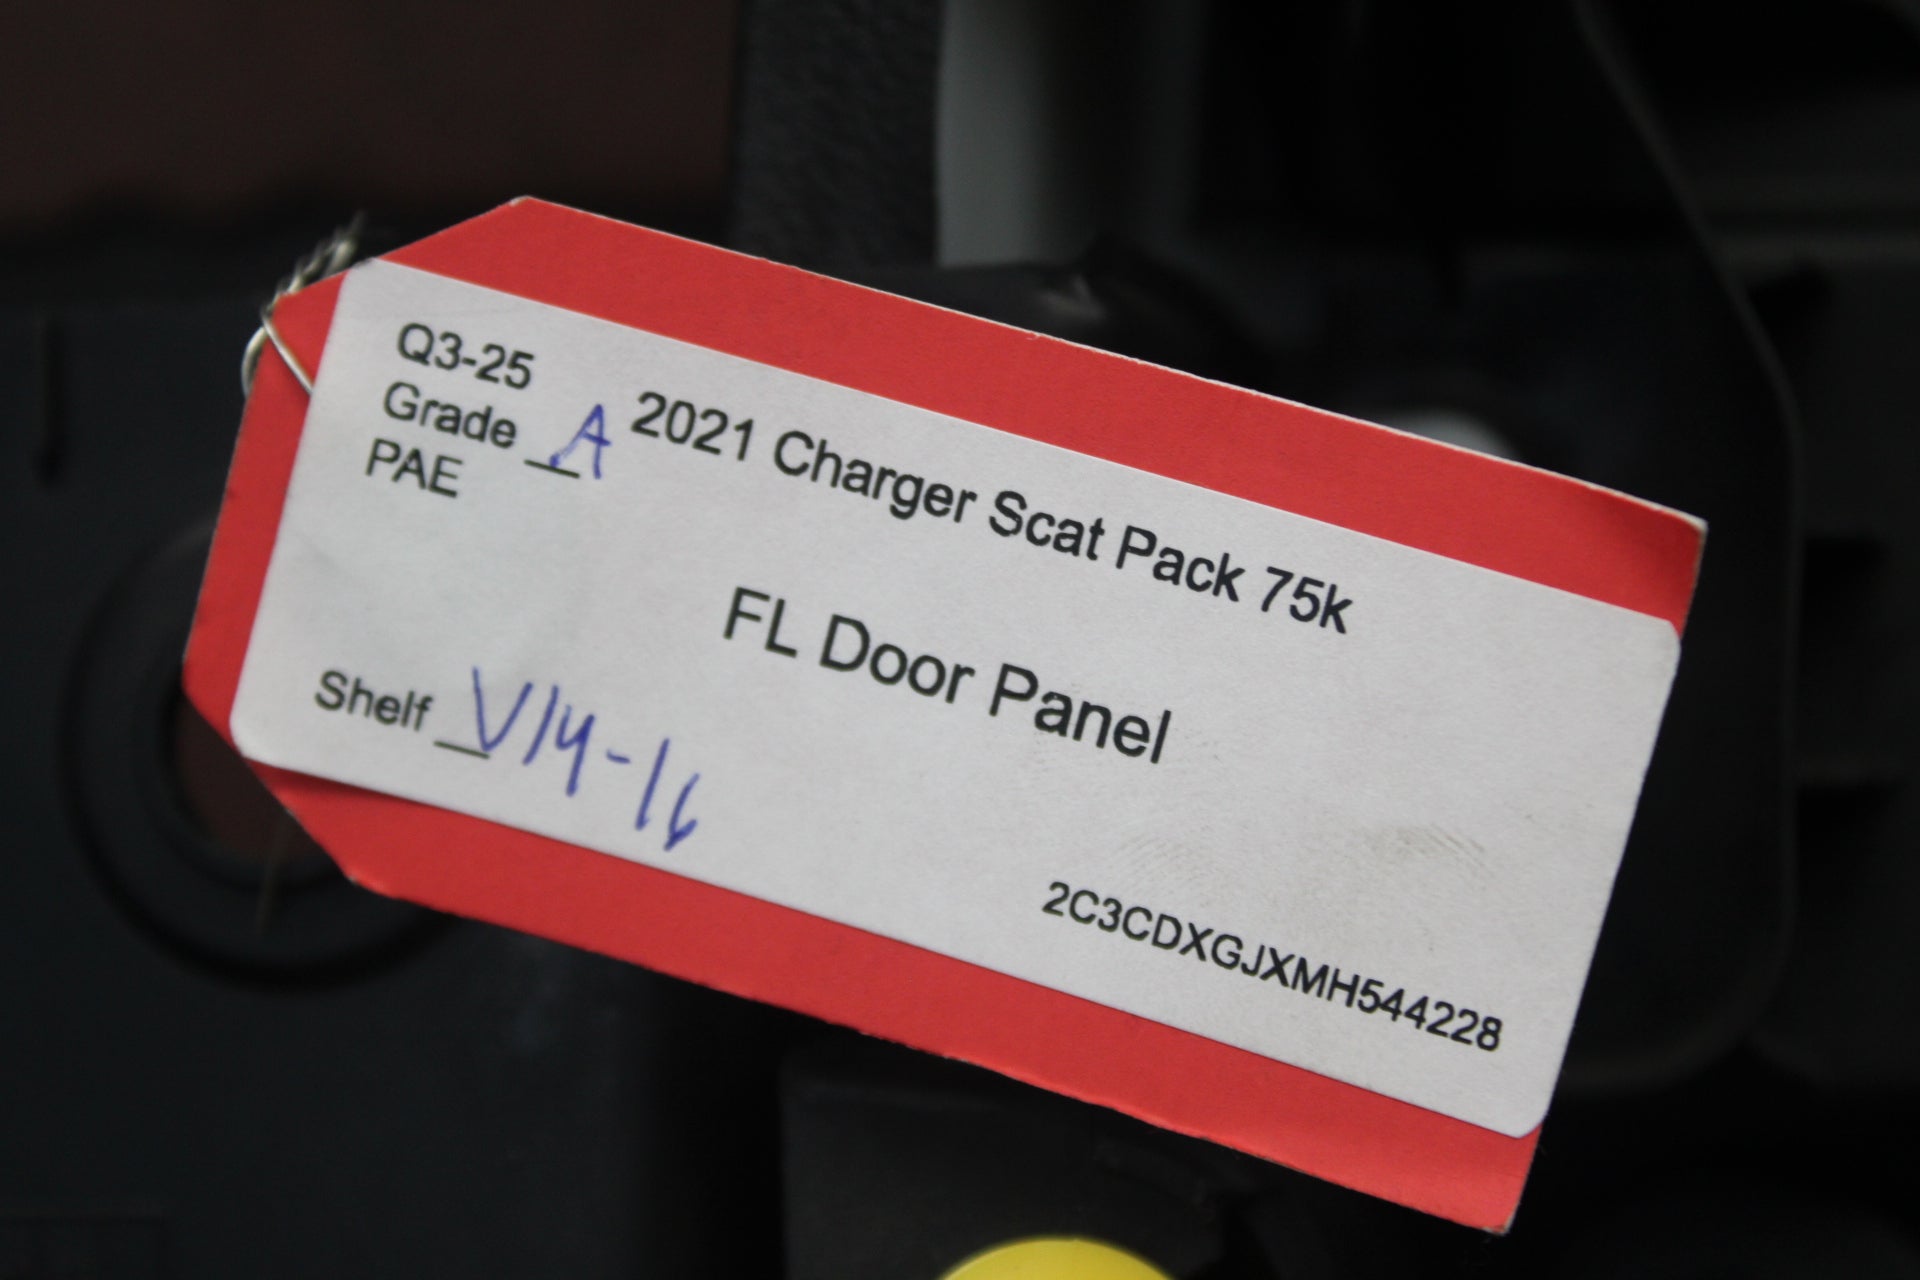 Q3-25
Grade A 2021 Charger Scat Pack 75k
PAE
FL Door Panel
Shelf V14-16
2C3CDXGJXMH544228